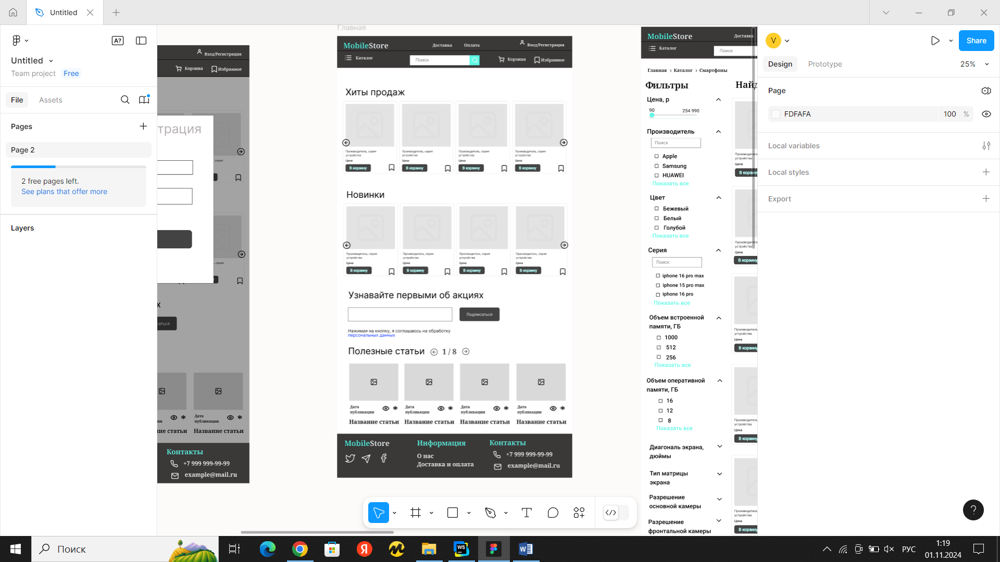 Untitled
A?
Untitled
Team project Free
File Assets
Pages
Page 2
2 free pages left.
See plans that offer more
Layers
Вход/Регистрация
Корзина Избранное
трация
Контакты
+7 999 999-99-99
example@mail.ru
Дата
публикации
Название статьи
Главная
MobileStore Доставка Оплата Вход/Регистрация
Каталог Поиск Корзина Избранное
Хиты продаж
Производитель, серия Производитель, серия Производитель, серия Производитель, серия
устройства устройства устройства устройства
Цена Цена Цена Цена
В корзину В корзину В корзину В корзину
Новинки
Производитель, серия Производитель, серия Производитель, серия Производитель, серия
устройства устройства устройства устройства
Цена Цена Цена Цена
В корзину В корзину В корзину В корзину
Узнавайте первыми об акциях
Подписаться
Нажимая на кнопку, я соглашаюсь на обработку
персональных данных
Полезные статьи 1 / 8
Дата Дата Дата Дата
публикации публикации публикации публикации
Название статьи Название статьи Название статьи Название статьи
MobileStore Информация Контакты
О нас +7 999 999-99-99
Доставка и оплата example@mail.ru
MobileStore Доставка
Каталог Поиск
Главная > Каталог > Смартфоны
Фильтры Найд
Цена, р
90 254 990
Производитель
Поиск
Apple
Samsung
HUAWEI
Показать все
Цвет
Бежевый
Белый
Голубой
Показать все
Серия
Поиск
iphone 16 pro max
iphone 15 pro max
iphone 16 pro
Показать все
Объем встроенной
памяти, ГБ
1000
512
256
Показать все
Объем оперативной
памяти, ГБ
16
12
8
Показать все
Диагональ экрана,
дюймы
Тип матрицы
экрана
Разрешение
основной камеры
Разрешение
фронтальной камеры
V
Share
Design Prototype 25%
Page
FDFAFA 100 %
Local variables
Local styles
Export
?
Поиск
WS
РУС
1:19
01.11.2024